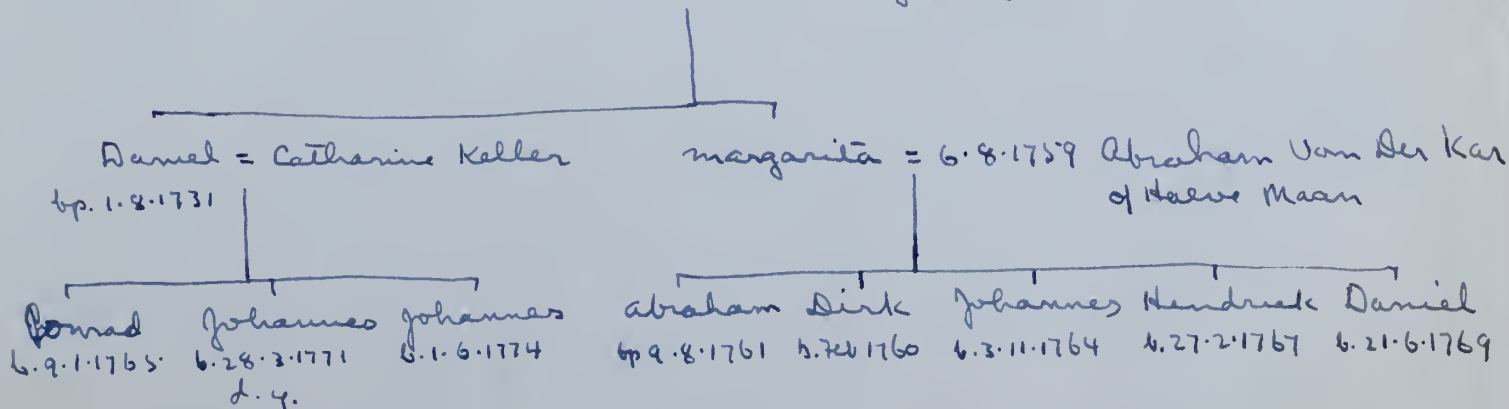 Daniel = Catharine Keller margarita = 6.8.1759 Abraham Van Der Kar
bp. 1.8.1731 of Halve Maan
Conrad Johannes Johannes abraham Dirk Johannes Hendrick Daniel
b.9.1.1765. b.28.3.1771 b.1.6.1774 bp 9.8.1761 b.Feb 1760 b.3.11.1764 b.27.2.1767 b.21.6.1769
d.y.